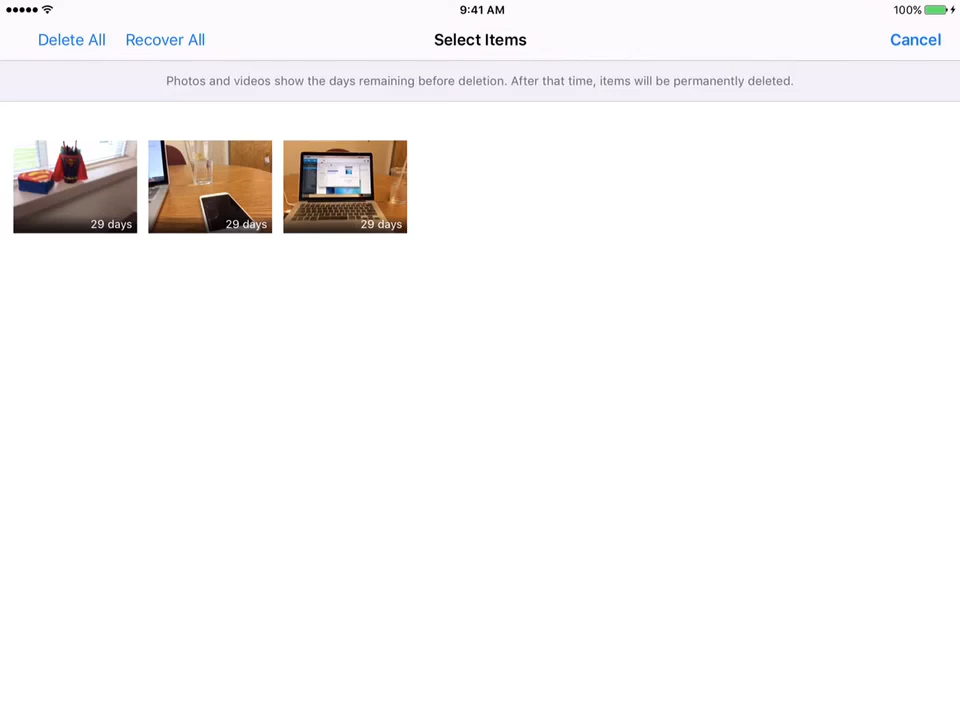 9:41 AM
100%
Delete All
Recover All
Select Items
Cancel
Photos and videos show the days remaining before deletion. After that time, items will be permanently deleted.
29 days
29 days
29 days